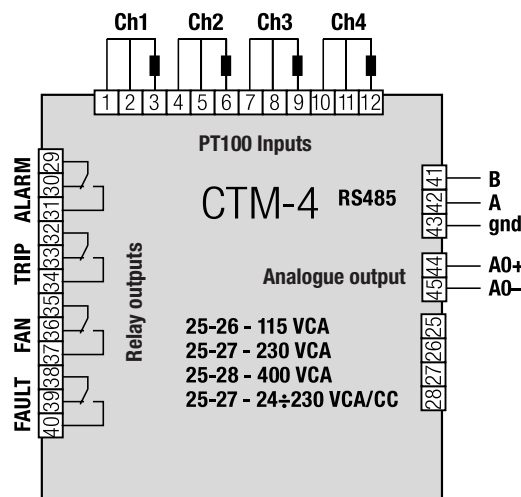 Ch1 Ch2 Ch3 Ch4
1 2 3 4 5 6 7 8 9 10 11 12
PT100 Inputs
CTM-4 RS485
ALARM
29
30
31
TRIP
32
33
34
FAN
35
36
37
FAULT
38
39
40
Relay outputs
41 B
42 A
43 gnd
Analogue output
44 A0+
45 A0–
25
26
27
28
25-26 - 115 VCA
25-27 - 230 VCA
25-28 - 400 VCA
25-27 - 24÷230 VCA/CC